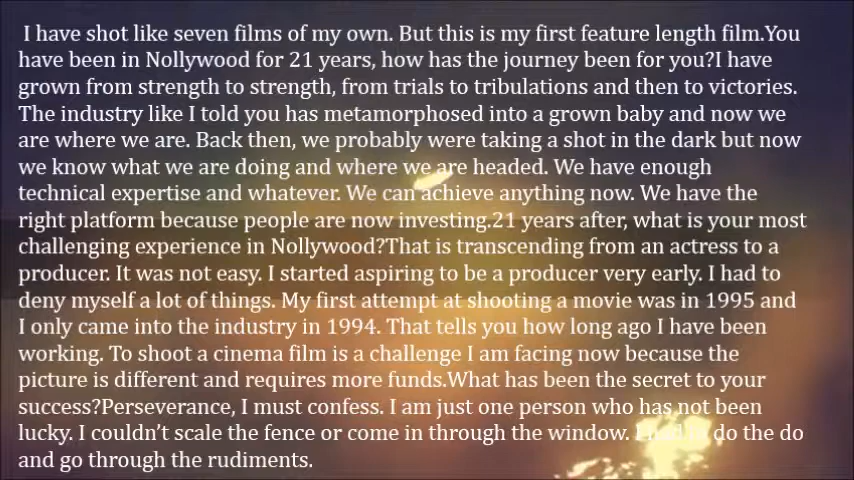 I have shot like seven films of my own. But this is my first feature length film.You
have been in Nollywood for 21 years, how has the journey been for you?I have
grown from strength to strength, from trials to tribulations and then to victories.
The industry like I told you has metamorphosed into a grown baby and now we
are where we are. Back then, we probably were taking a shot in the dark but now
we know what we are doing and where we are headed. We have enough
technical expertise and whatever. We can achieve anything now. We have the
right platform because people are now investing.21 years after, what is your most
challenging experience in Nollywood?That is transcending from an actress to a
producer. It was not easy. I started aspiring to be a producer very early. I had to
deny myself a lot of things. My first attempt at shooting a movie was in 1995 and
I only came into the industry in 1994. That tells you how long ago I have been
working. To shoot a cinema film is a challenge I am facing now because the
picture is different and requires more funds.What has been the secret to your
success?Perseverance, I must confess. I am just one person who has not been
lucky. I couldn’t scale the fence or come in through the window. I had to do the do
and go through the rudiments.